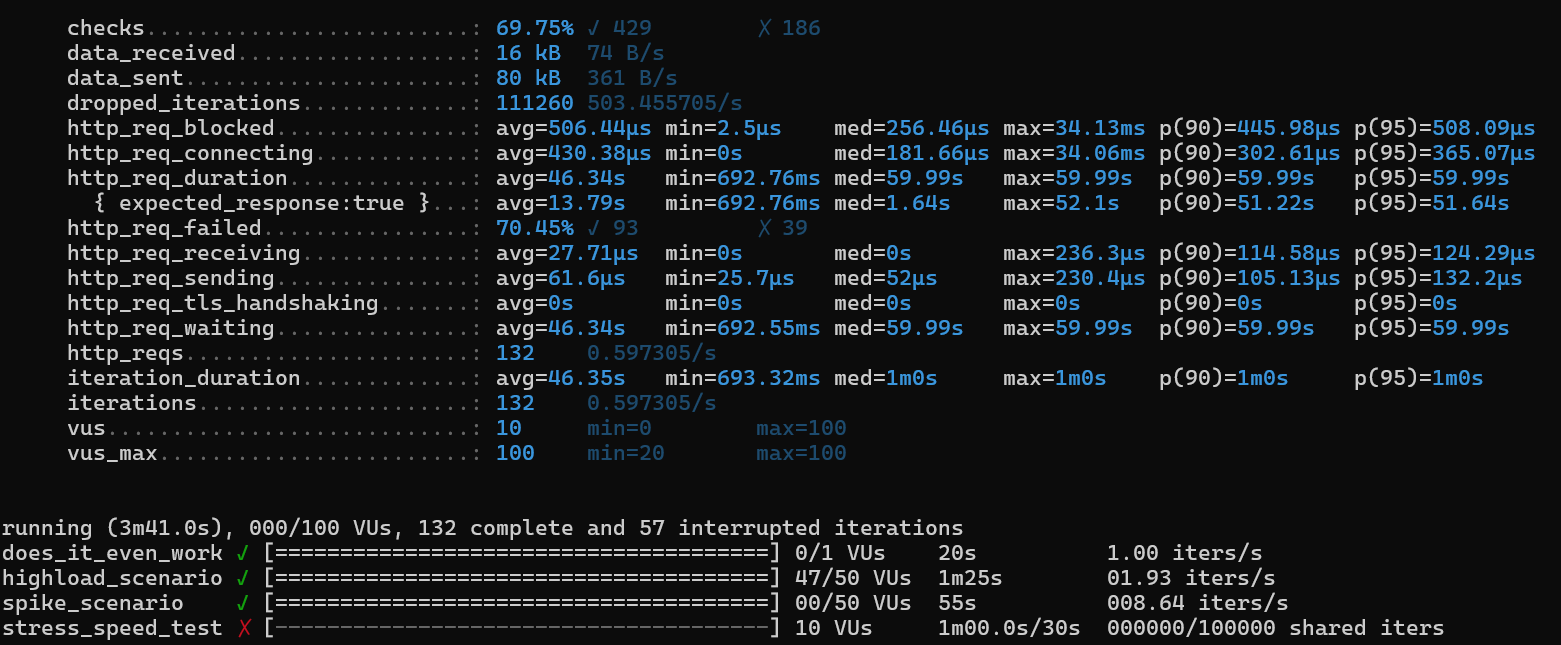 checks.........................: 69.75% ✓ 429 ✗ 186
data_received..................: 16 kB 74 B/s
data_sent......................: 80 kB 361 B/s
dropped_iterations.............: 111260 503.455705/s
http_req_blocked...............: avg=506.44µs min=2.5µs med=256.46µs max=34.13ms p(90)=445.98µs p(95)=508.09µs
http_req_connecting............: avg=430.38µs min=0s med=181.66µs max=34.06ms p(90)=302.61µs p(95)=365.07µs
http_req_duration..............: avg=46.34s min=692.76ms med=59.99s max=59.99s p(90)=59.99s p(95)=59.99s
{ expected_response:true }...: avg=13.79s min=692.76ms med=1.64s max=52.1s p(90)=51.22s p(95)=51.64s
http_req_failed................: 70.45% ✓ 93 ✗ 39
http_req_receiving.............: avg=27.71µs min=0s med=0s max=236.3µs p(90)=114.58µs p(95)=124.29µs
http_req_sending...............: avg=61.6µs min=25.7µs med=52µs max=230.4µs p(90)=105.13µs p(95)=132.2µs
http_req_tls_handshaking.......: avg=0s min=0s med=0s max=0s p(90)=0s p(95)=0s
http_req_waiting...............: avg=46.34s min=692.55ms med=59.99s max=59.99s p(90)=59.99s p(95)=59.99s
http_reqs......................: 132 0.597305/s
iteration_duration.............: avg=46.35s min=693.32ms med=1m0s max=1m0s p(90)=1m0s p(95)=1m0s
iterations.....................: 132 0.597305/s
vus............................: 10 min=0 max=100
vus_max........................: 100 min=20 max=100
running (3m41.0s), 000/100 VUs, 132 complete and 57 interrupted iterations
does_it_even_work ✓ [======================================] 0/1 VUs 20s 1.00 iters/s
highload_scenario ✓ [======================================] 47/50 VUs 1m25s 01.93 iters/s
spike_scenario ✓ [======================================] 00/50 VUs 55s 008.64 iters/s
stress_speed_test ✗ [--------------------------------------] 10 VUs 1m00.0s/30s 000000/100000 shared iters